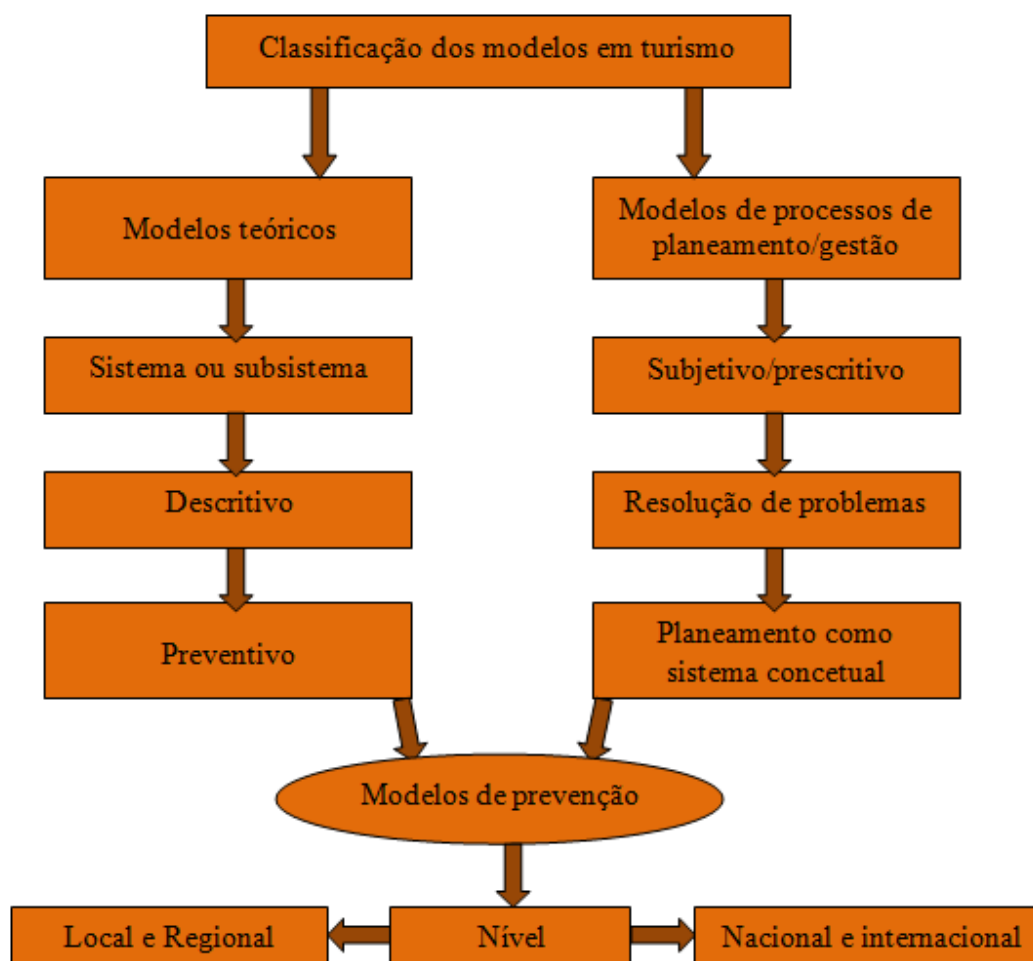 Classificação dos modelos em turismo
Modelos teóricos
Modelos de processos de
planeamento/gestão
Sistema ou subsistema
Subjetivo/prescritivo
Descritivo
Resolução de problemas
Preventivo
Planeamento como
sistema concetual
Modelos de prevenção
Local e Regional
Nível
Nacional e internacional